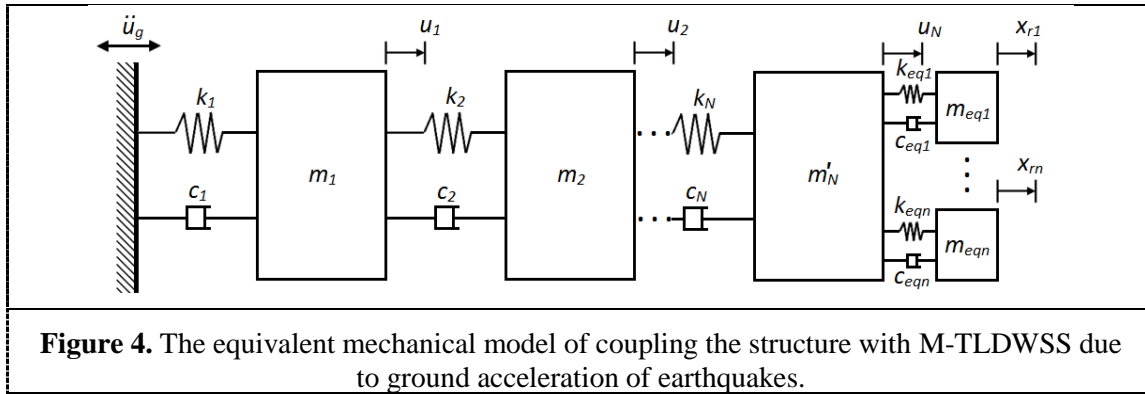 ü_g
u_1
u_2
u_N
x_r1
k_1
k_2
k_N
k_eq1
m_eq1
c_eq1
m_1
m_2
m'_N
x_rn
c_1
c_2
c_N
k_eqn
m_eqn
c_eqn
Figure 4. The equivalent mechanical model of coupling the structure with M-TLDWSS due
to ground acceleration of earthquakes.